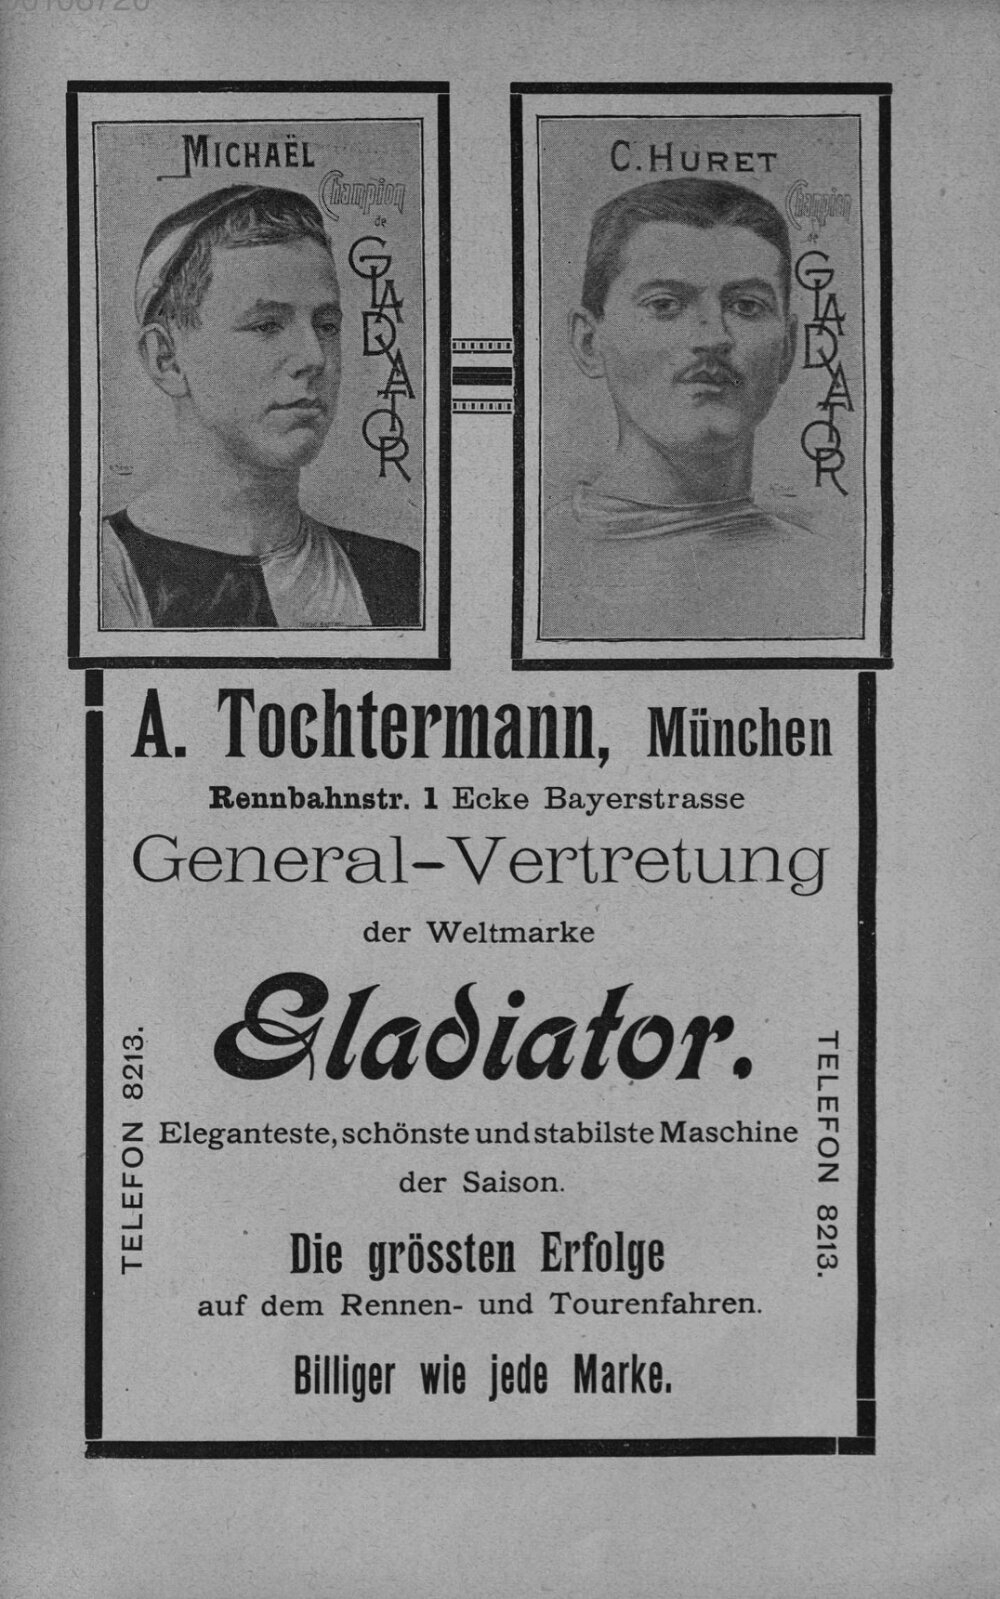 MICHAËL
Champion
de
GLADIATOR
C. HURET
Champion
de
GLADIATOR
A. Tochtermann, München
Rennbahnstr. 1 Ecke Bayerstrasse
General-Vertretung
der Weltmarke
Gladiator.
TELEFON 8213.
TELEFON 8213.
Eleganteste, schönste und stabilste Maschine
der Saison.
Die grössten Erfolge
auf dem Rennen- und Tourenfahren.
Billiger wie jede Marke.